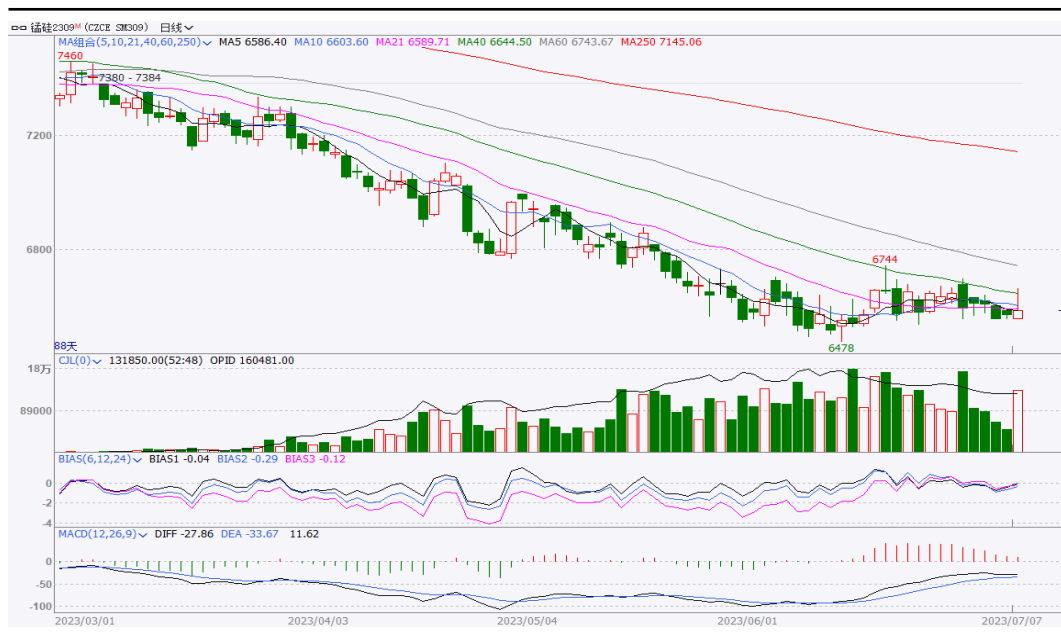 锰硅2309M (CZCE SM309) 日线
MA组合(5,10,21,40,60,250) MA5 6586.40 MA10 6603.60 MA21 6589.71 MA40 6644.50 MA60 6743.67 MA250 7145.06
7460
7380 - 7384
7200
6800
6744
6478
88天
CJL(0) 131850.00(52:48) OPID 160481.00
18万
89000
BIAS(6,12,24) BIAS1 -0.04 BIAS2 -0.29 BIAS3 -0.12
0
-2
-4
MACD(12,26,9) DIFF -27.86 DEA -33.67 11.62
0
-50
-100
2023/03/01 2023/04/03 2023/05/04 2023/06/01 2023/07/07